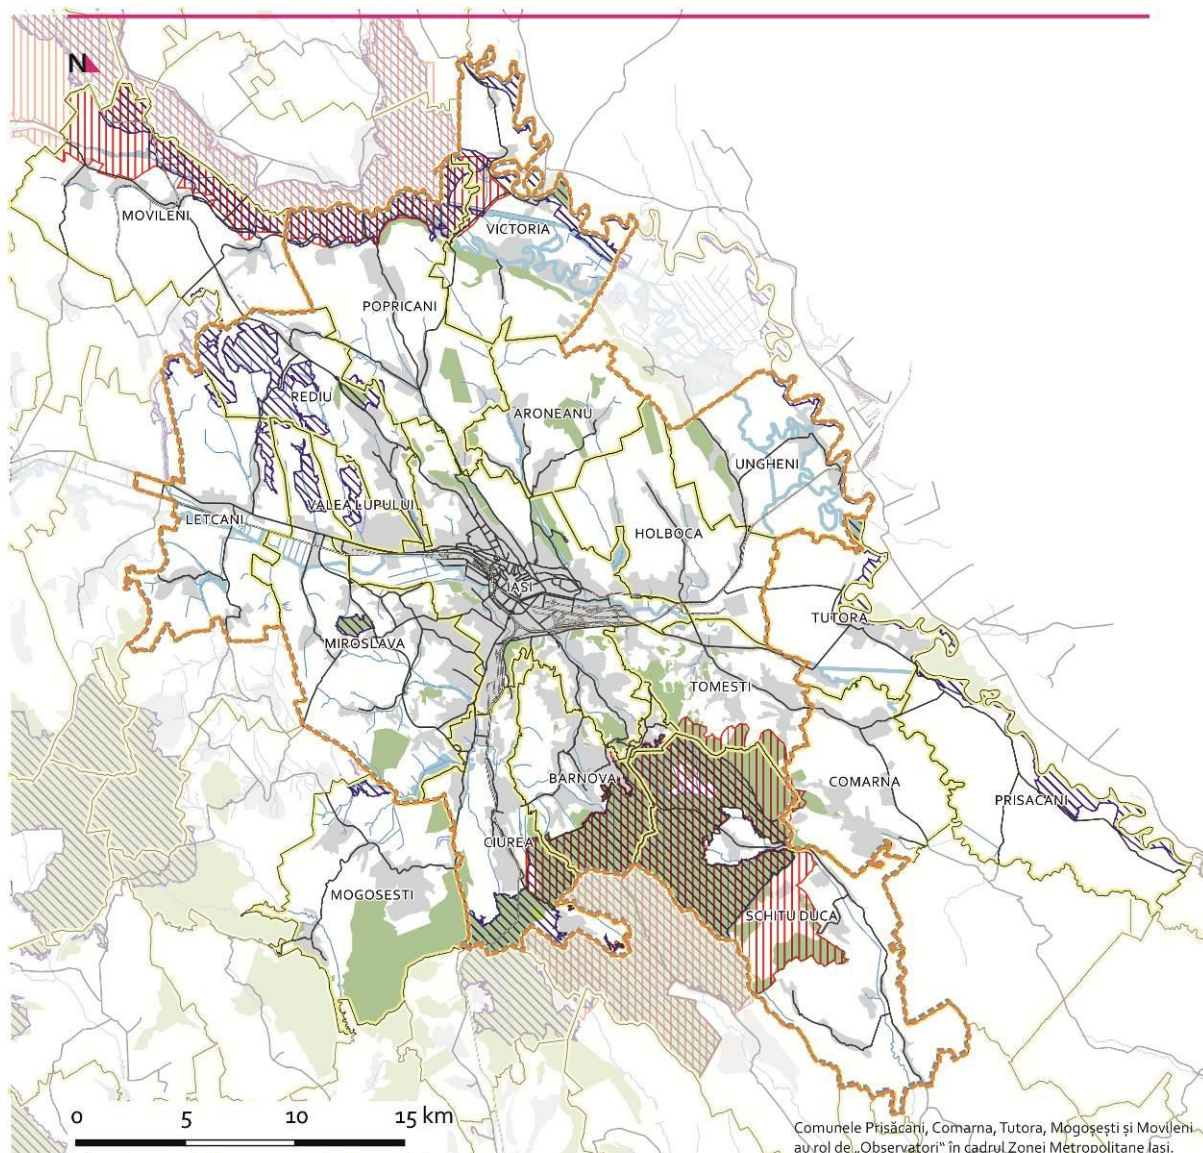 N
MOVILENI
VICTORIA
POPRICANI
REDIU
ARONEANU
UNGHENI
VALEA LUPULUI
LETCANI
HOLBOCA
IASI
TUTORA
MIROSLAVA
TOMESTI
BARNOVA
COMARNA
PRISACANI
CIUREA
MOGOSESTI
SCHITU DUCA
0 5 10 15 km
Comunele Prisăcani, Comarna, Tutora, Mogoșești și Movileni
au rol de „Observatori“ în cadrul Zonei Metropolitane Iași.